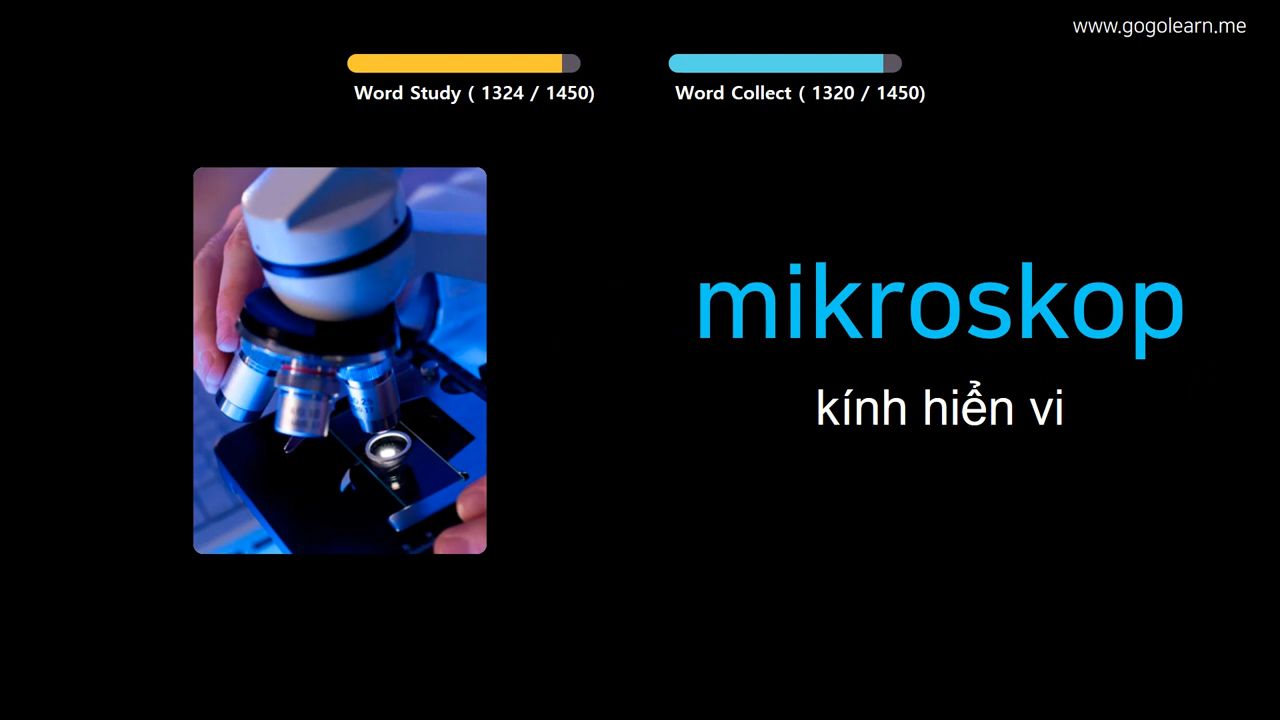 www.gogolearn.me
Word Study ( 1324 / 1450)
Word Collect ( 1320 / 1450)
mikroskop
kính hiển vi